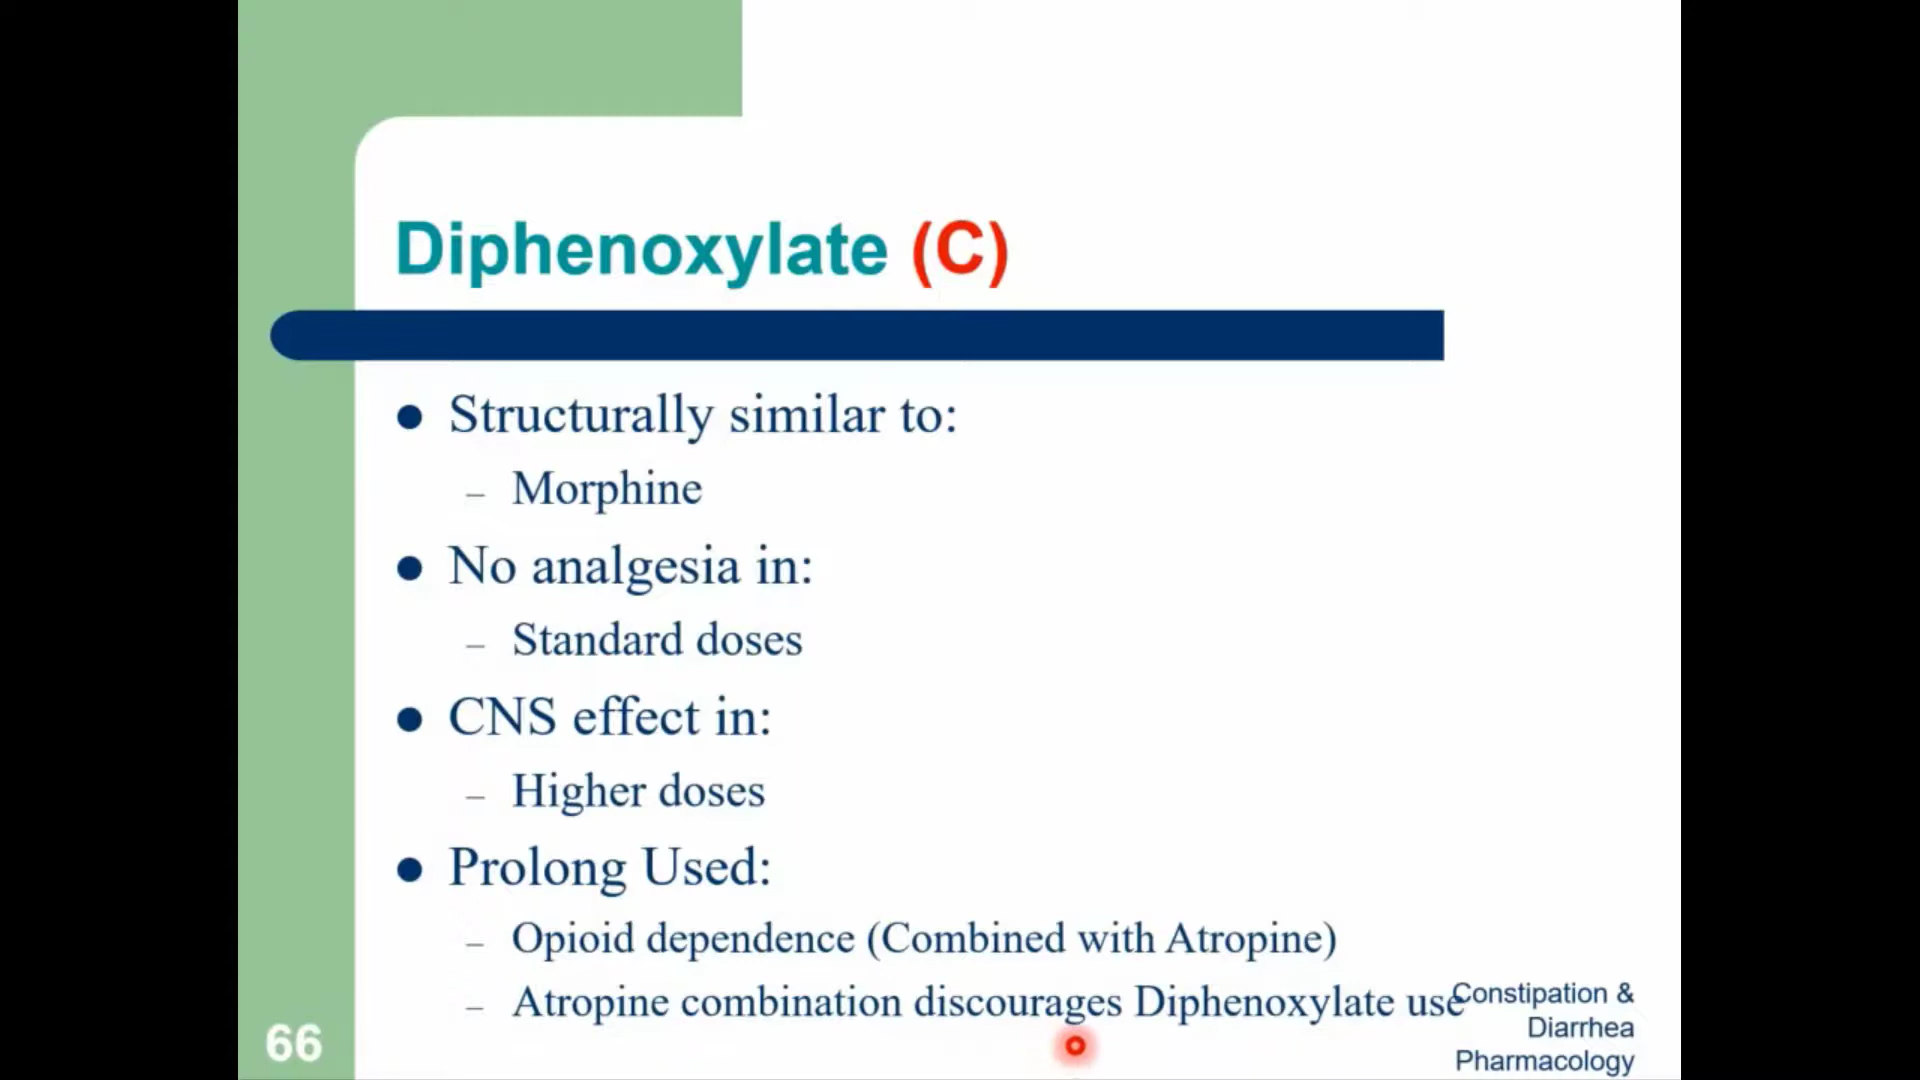 Diphenoxylate (C)
Structurally similar to:
– Morphine
No analgesia in:
– Standard doses
CNS effect in:
– Higher doses
Prolong Used:
– Opioid dependence (Combined with Atropine)
– Atropine combination discourages Diphenoxylate use
66
Constipation &
Diarrhea
Pharmacology